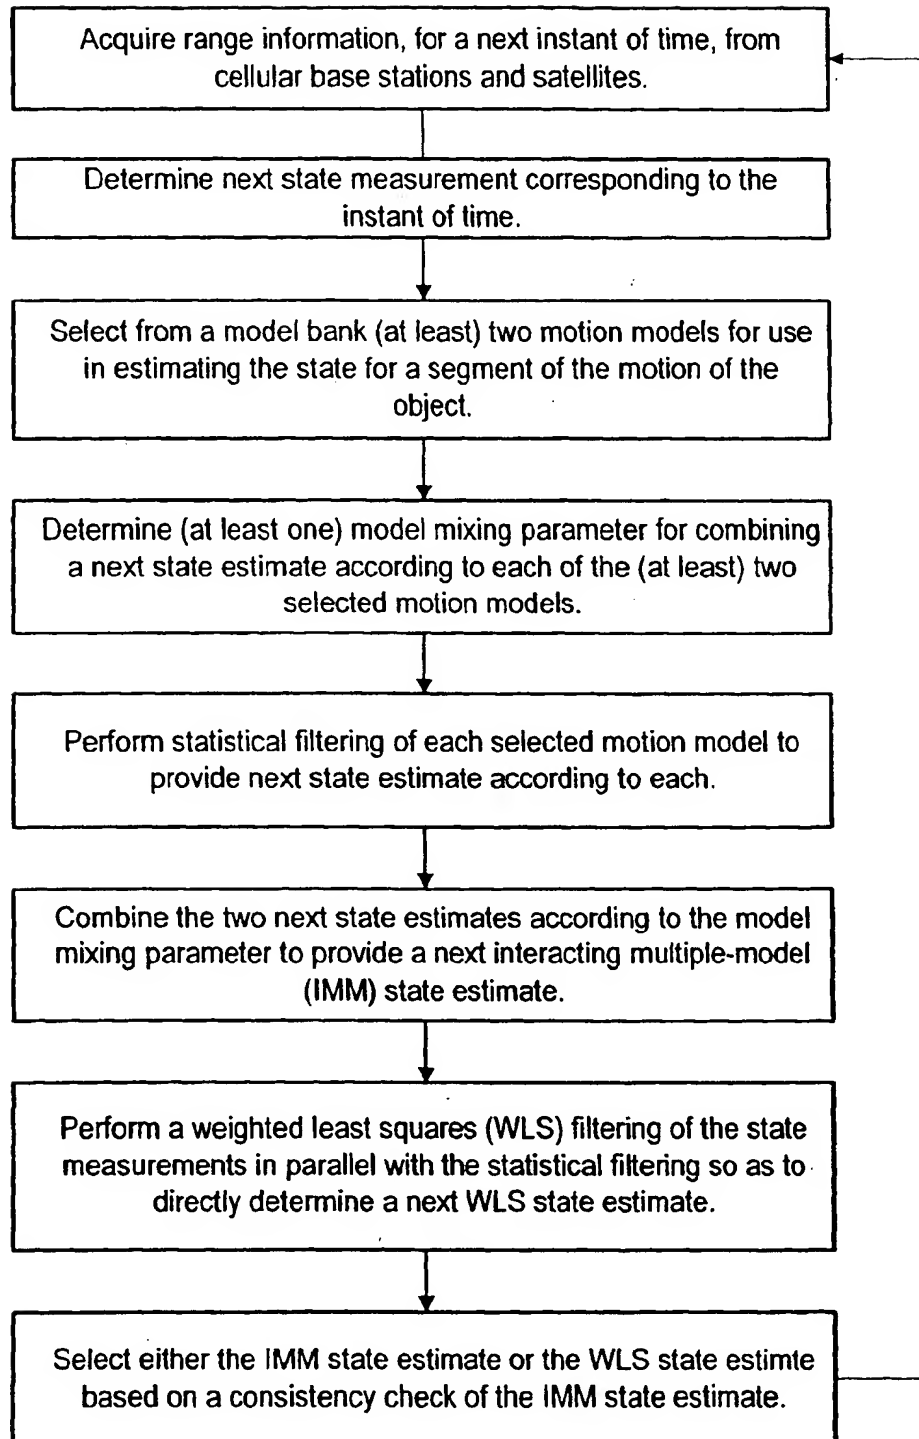 Acquire range information, for a next instant of time, from
cellular base stations and satellites.
Determine next state measurement corresponding to the
instant of time.
Select from a model bank (at least) two motion models for use
in estimating the state for a segment of the motion of the
object.
Determine (at least one) model mixing parameter for combining
a next state estimate according to each of the (at least) two
selected motion models.
Perform statistical filtering of each selected motion model to
provide next state estimate according to each.
Combine the two next state estimates according to the model
mixing parameter to provide a next interacting multiple-model
(IMM) state estimate.
Perform a weighted least squares (WLS) filtering of the state
measurements in parallel with the statistical filtering so as to
directly determine a next WLS state estimate.
Select either the IMM state estimate or the WLS state estimte
based on a consistency check of the IMM state estimate.